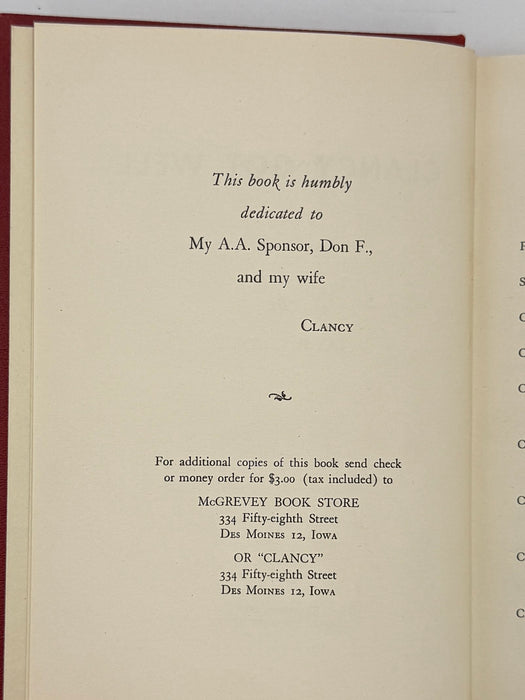 This book is humbly
dedicated to
My A.A. Sponsor, Don F.,
and my wife
Clancy
For additional copies of this book send check
or money order for $3.00 (tax included) to
McGREVEY BOOK STORE
334 Fifty-eighth Street
Des Moines 12, Iowa
OR "CLANCY"
334 Fifty-eighth Street
Des Moines 12, Iowa